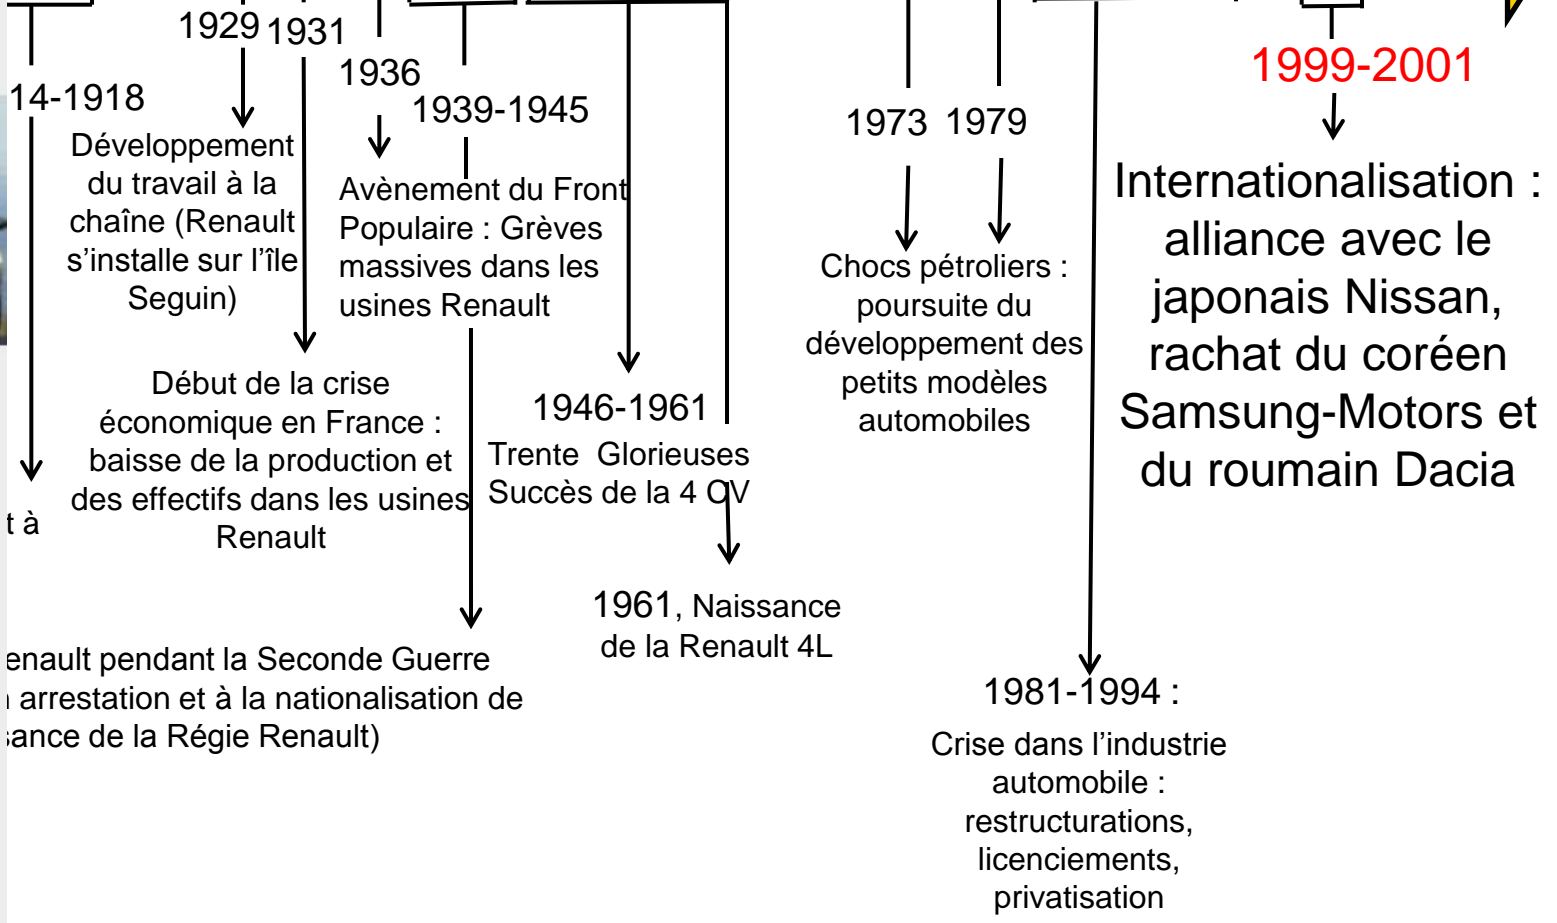 14-1918
1929
Développement
du travail à la
chaîne (Renault
s’installe sur l’île
Seguin)
1931
Début de la crise
économique en France :
baisse de la production et
des effectifs dans les usines
Renault
1936
Avènement du Front
Populaire : Grèves
massives dans les
usines Renault
1939-1945
t à
enault pendant la Seconde Guerre
arrestation et à la nationalisation de
sance de la Régie Renault)
1946-1961
Trente Glorieuses
Succès de la 4 CV
1961, Naissance
de la Renault 4L
1973 1979
Chocs pétroliers :
poursuite du
développement des
petits modèles
automobiles
1981-1994 :
Crise dans l’industrie
automobile :
restructurations,
licenciements,
privatisation
1999-2001
Internationalisation :
alliance avec le
japonais Nissan,
rachat du coréen
Samsung-Motors et
du roumain Dacia